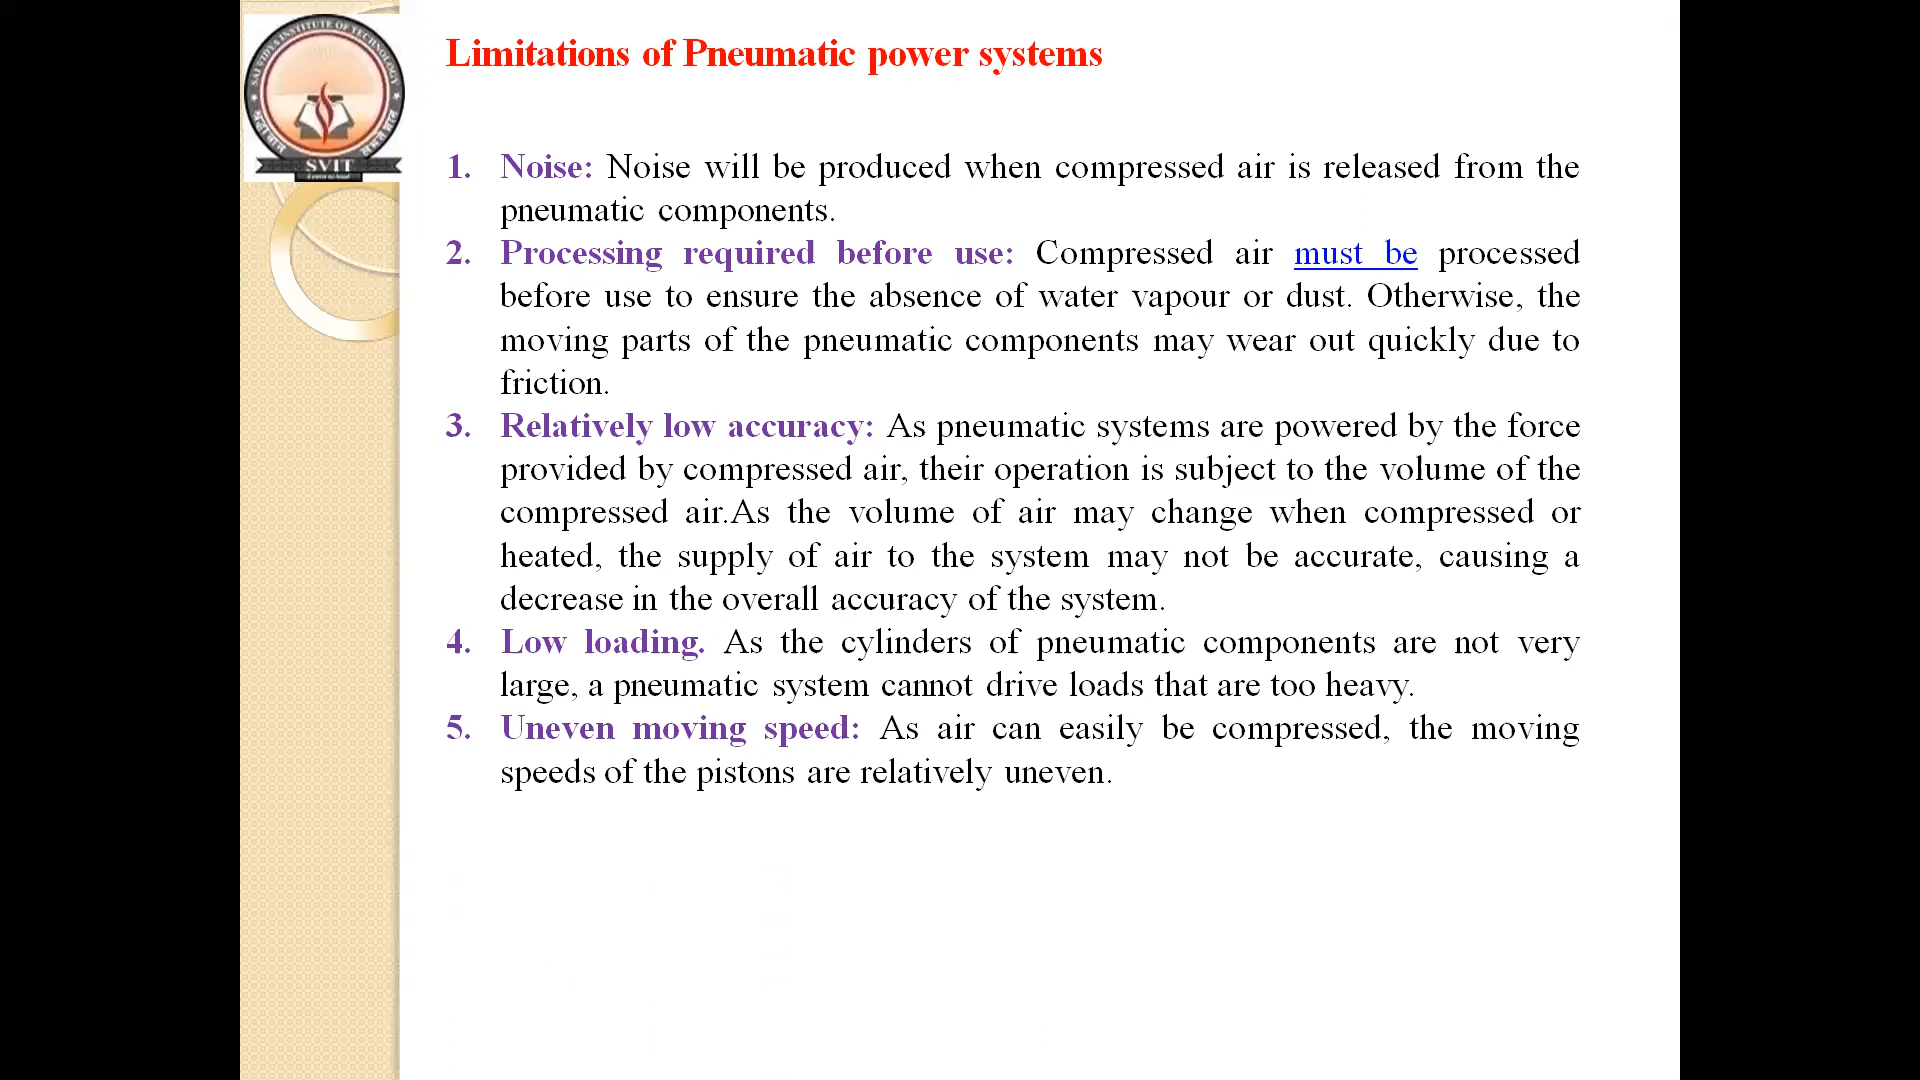 Limitations of Pneumatic power systems
SAI VIDYA INSTITUTE OF TECHNOLOGY
SVIT
1. Noise: Noise will be produced when compressed air is released from the
pneumatic components.
2. Processing required before use: Compressed air must be processed
before use to ensure the absence of water vapour or dust. Otherwise, the
moving parts of the pneumatic components may wear out quickly due to
friction.
3. Relatively low accuracy: As pneumatic systems are powered by the force
provided by compressed air, their operation is subject to the volume of the
compressed air.As the volume of air may change when compressed or
heated, the supply of air to the system may not be accurate, causing a
decrease in the overall accuracy of the system.
4. Low loading. As the cylinders of pneumatic components are not very
large, a pneumatic system cannot drive loads that are too heavy.
5. Uneven moving speed: As air can easily be compressed, the moving
speeds of the pistons are relatively uneven.